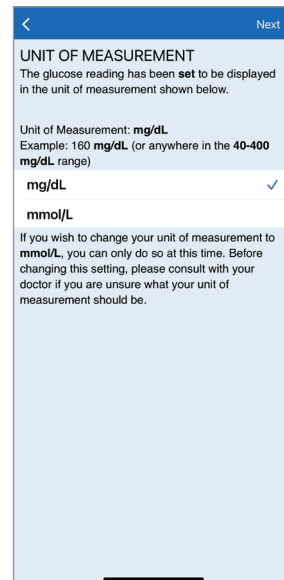 Next
UNIT OF MEASUREMENT
The glucose reading has been set to be displayed
in the unit of measurement shown below.
Unit of Measurement: mg/dL
Example: 160 mg/dL (or anywhere in the 40-400
mg/dL range)
mg/dL
mmol/L
If you wish to change your unit of measurement to
mmol/L, you can only do so at this time. Before
changing this setting, please consult with your
doctor if you are unsure what your unit of
measurement should be.